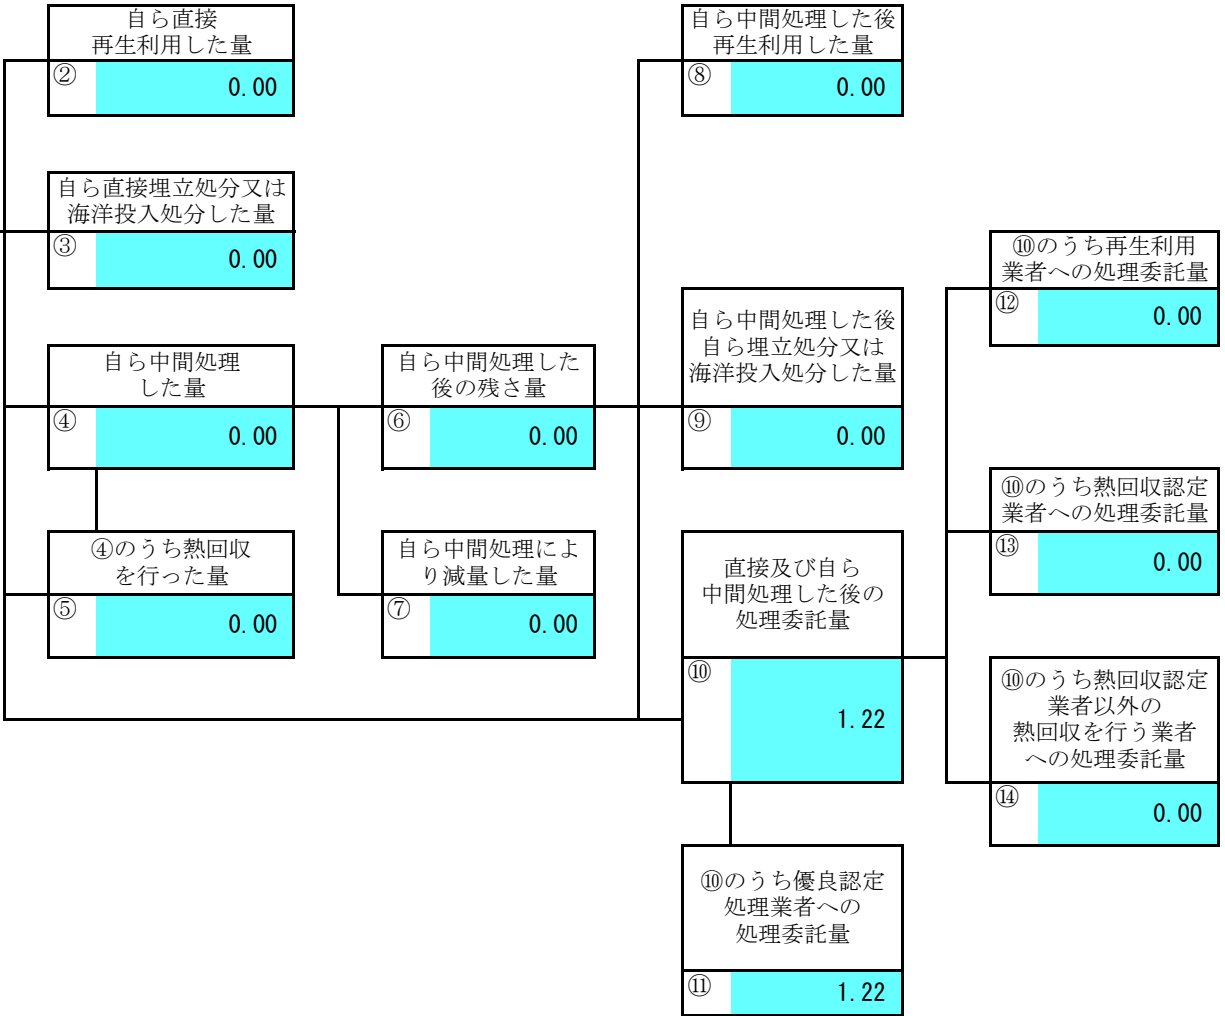 自ら直接
再生利用した量
②
0.00
自ら直接埋立処分又は
海洋投入処分した量
③
0.00
自ら中間処理
した量
④
0.00
④のうち熱回収
を行った量
⑤
0.00
自ら中間処理した
後の残さ量
⑥
0.00
自ら中間処理によ
り減量した量
⑦
0.00
自ら中間処理した後
再生利用した量
⑧
0.00
自ら中間処理した後
自ら埋立処分又は
海洋投入処分した量
⑨
0.00
直接及び自ら
中間処理した後の
処理委託量
⑩
1.22
⑩のうち優良認定
処理業者への
処理委託量
⑪
1.22
⑩のうち再生利用
業者への処理委託量
⑫
0.00
⑩のうち熱回収認定
業者への処理委託量
⑬
0.00
⑩のうち熱回収認定
業者以外の
熱回収を行う業者
への処理委託量
⑭
0.00